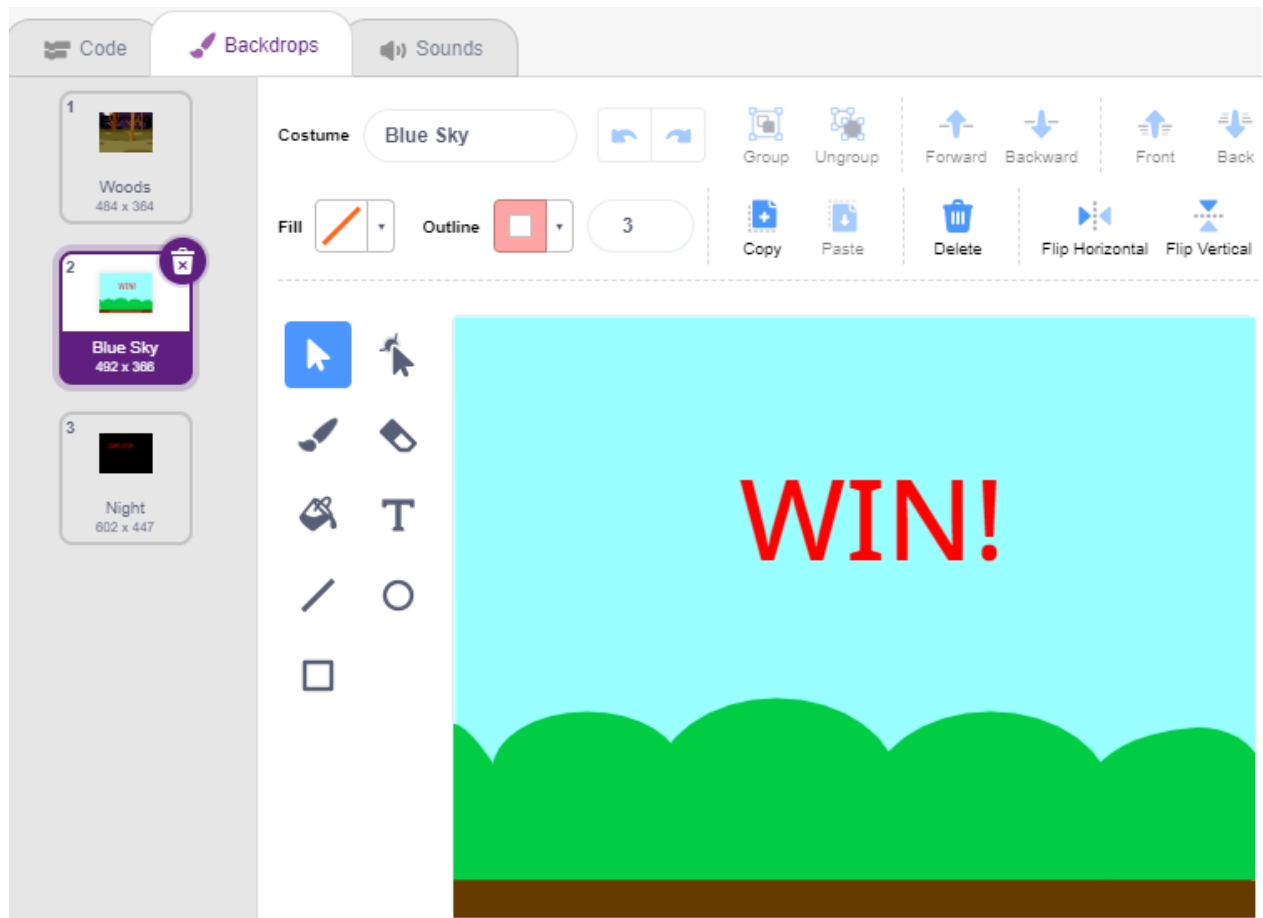 Code
Backdrops
Sounds
1
Woods
484 x 364
2
WIN!
Blue Sky
492 x 366
3
Night
602 x 447
Costume
Blue Sky
Group
Ungroup
Forward
Backward
Front
Back
Fill
Outline
3
Copy
Paste
Delete
Flip Horizontal
Flip Vertical
T
WIN!